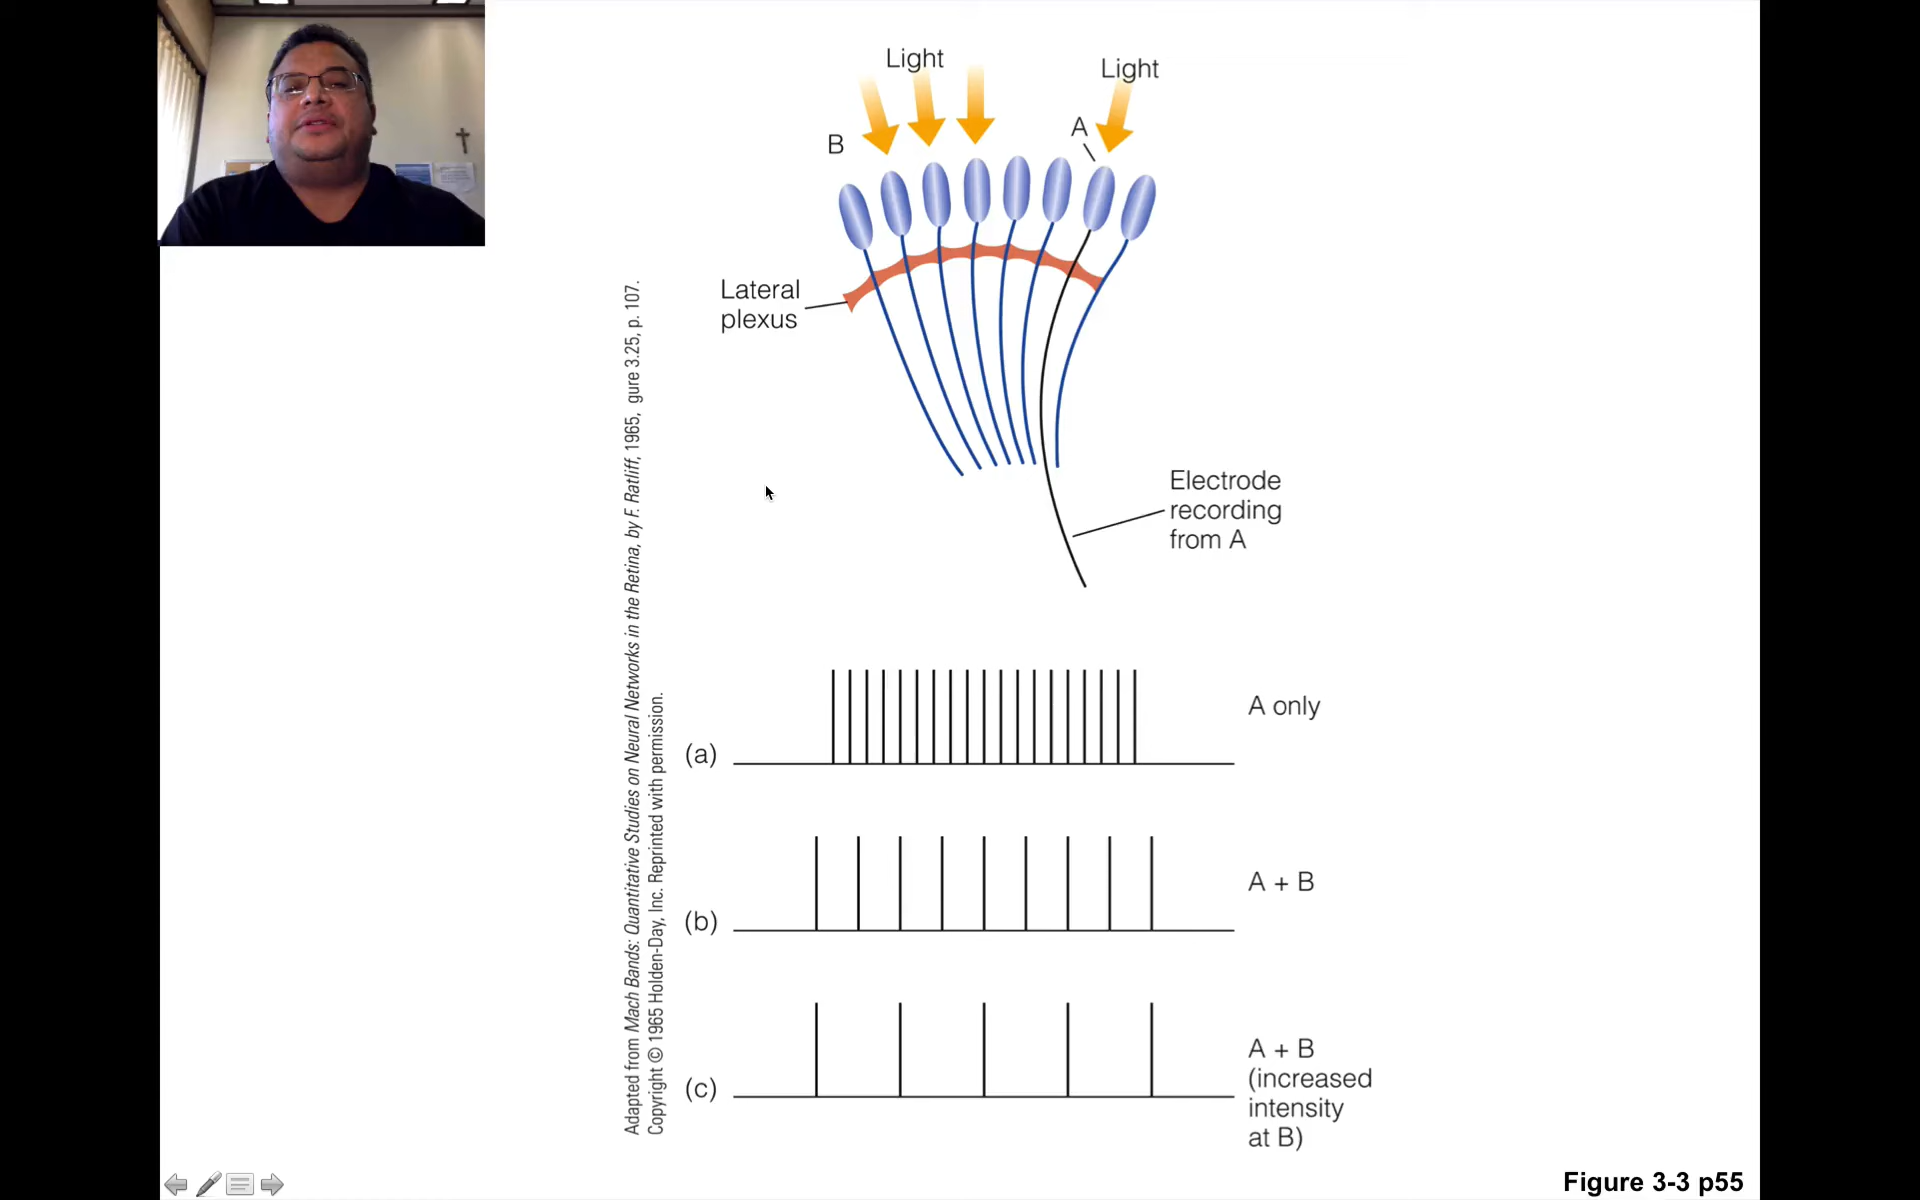 Light
Light
A
B
Lateral
plexus
Electrode
recording
from A
Adapted from Mach Bands: Quantitative Studies on Neural Networks in the Retina, by F. Ratliff, 1965, gure 3.25, p. 107.
Copyright © 1965 Holden-Day, Inc. Reprinted with permission.
(a)
A only
(b)
A + B
(c)
A + B
(increased
intensity
at B)
Figure 3-3 p55